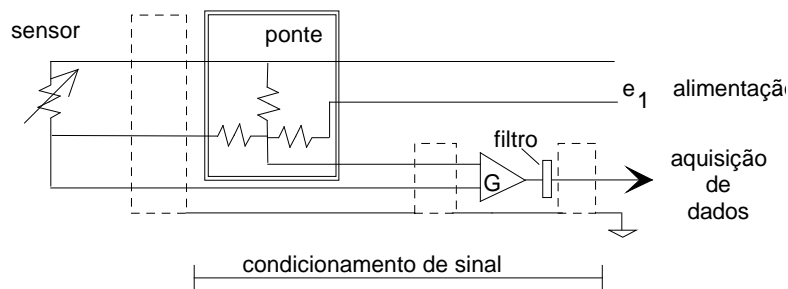 sensor
ponte
e1 alimentação
filtro
G
aquisição
de
dados
condicionamento de sinal